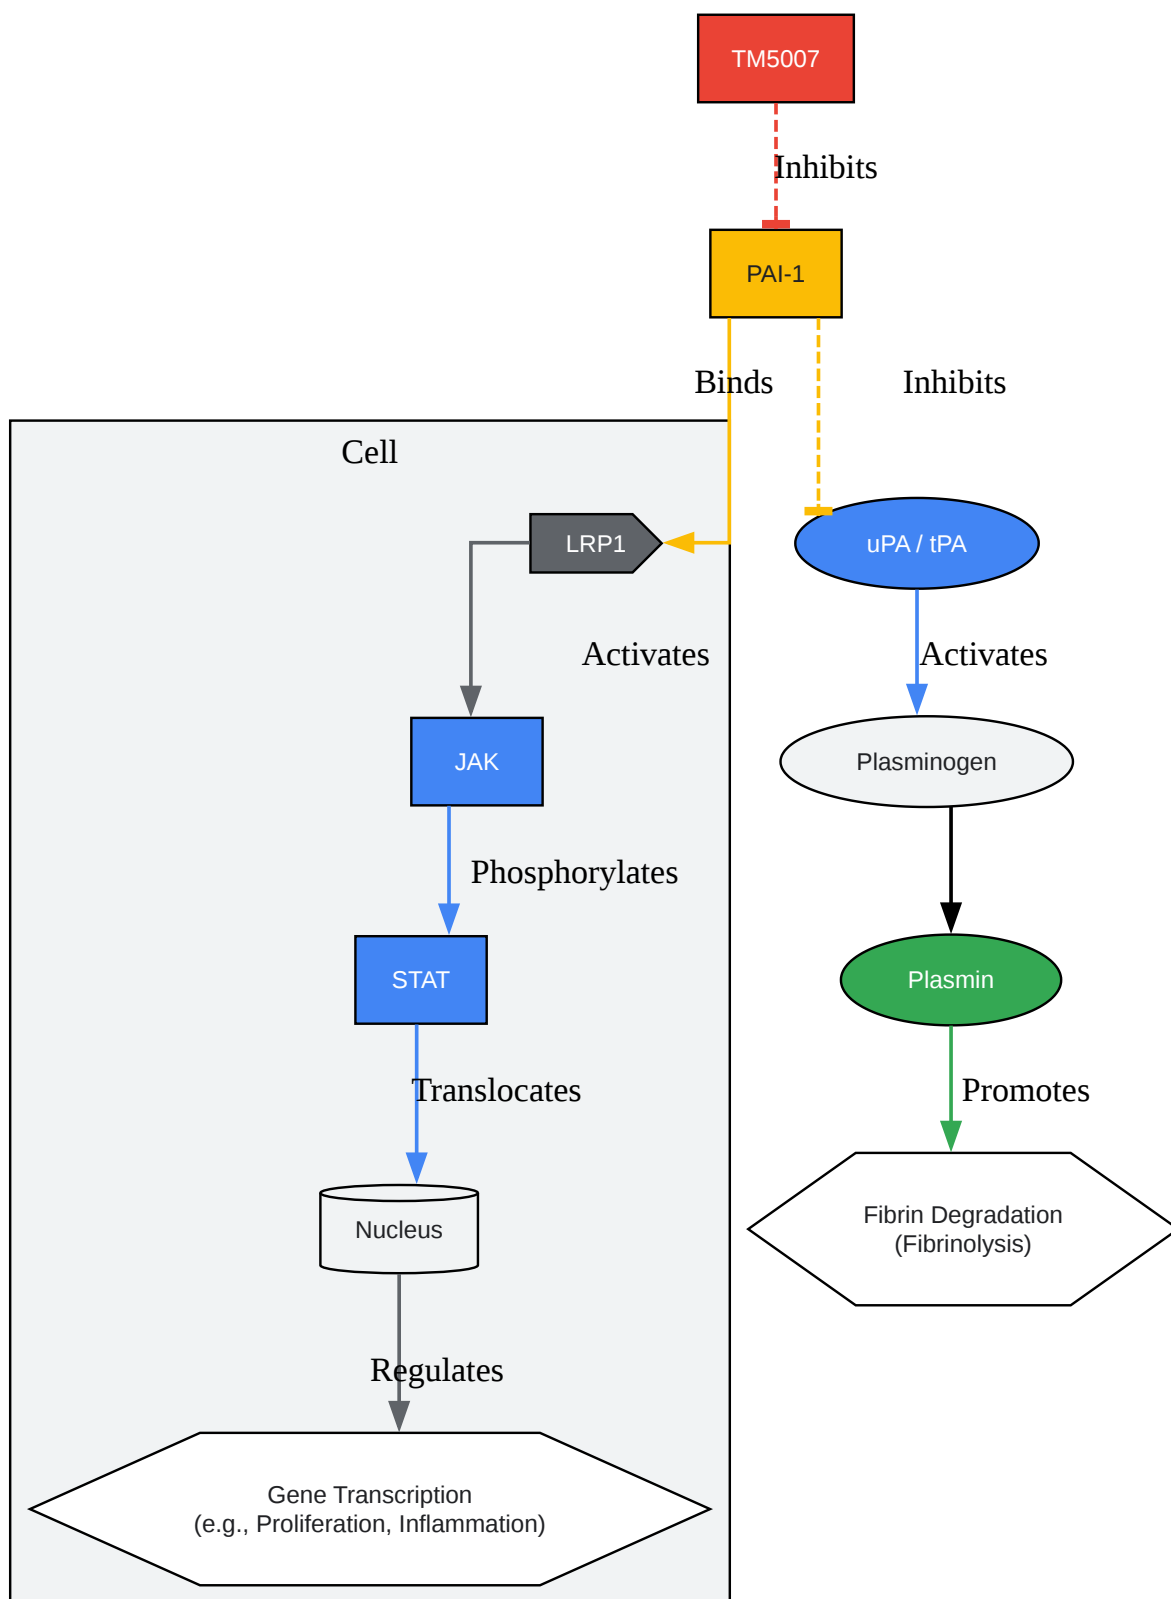 TM5007
Inhibits
PAI-1
Binds
Inhibits
Cell
LRP1
uPA / tPA
Activates
Activates
JAK
Plasminogen
Phosphorylates
STAT
Plasmin
Translocates
Promotes
Nucleus
Fibrin Degradation
(Fibrinolysis)
Regulates
Gene Transcription
(e.g., Proliferation, Inflammation)